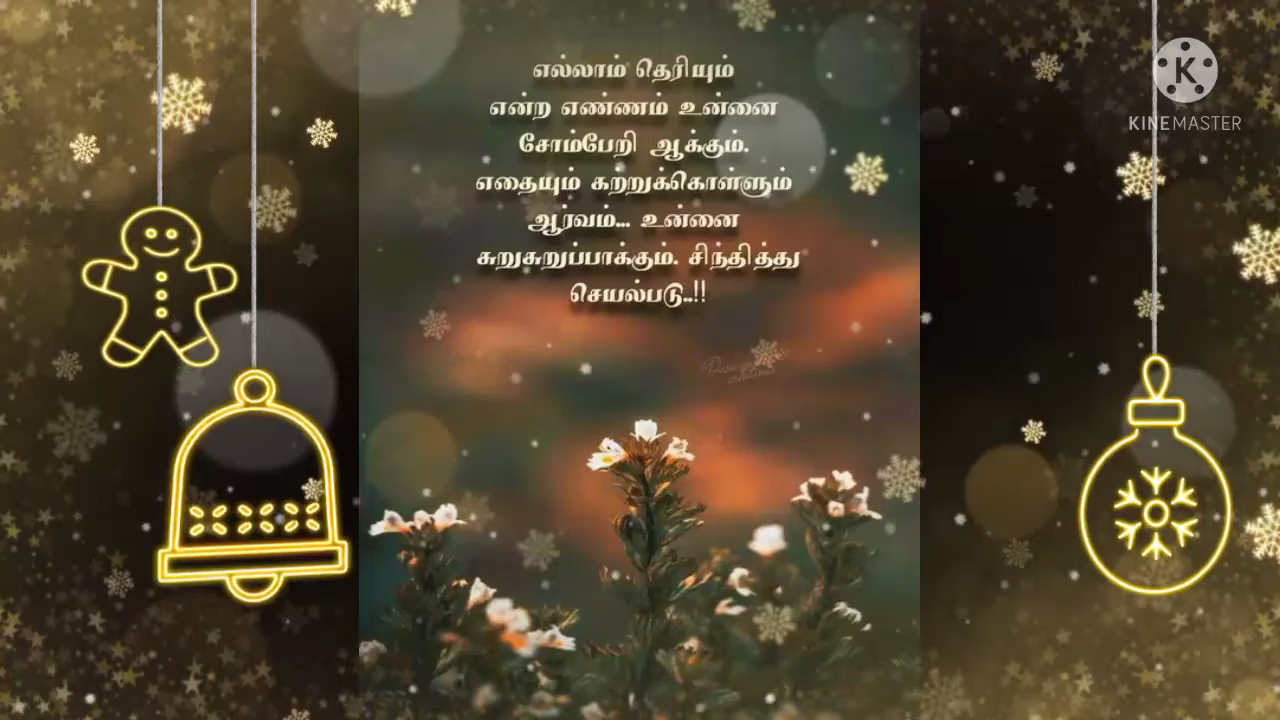 எல்லாம் தெரியும்
என்ற எண்ணம் உன்னை
சோம்பேறி ஆக்கும்.
எதையும் கற்றுக்கொள்ளும்
ஆர்வம்... உன்னை
சுறுசுறுப்பாக்கும். சிந்தித்து
செயல்படு..!!
K
KINEMASTER